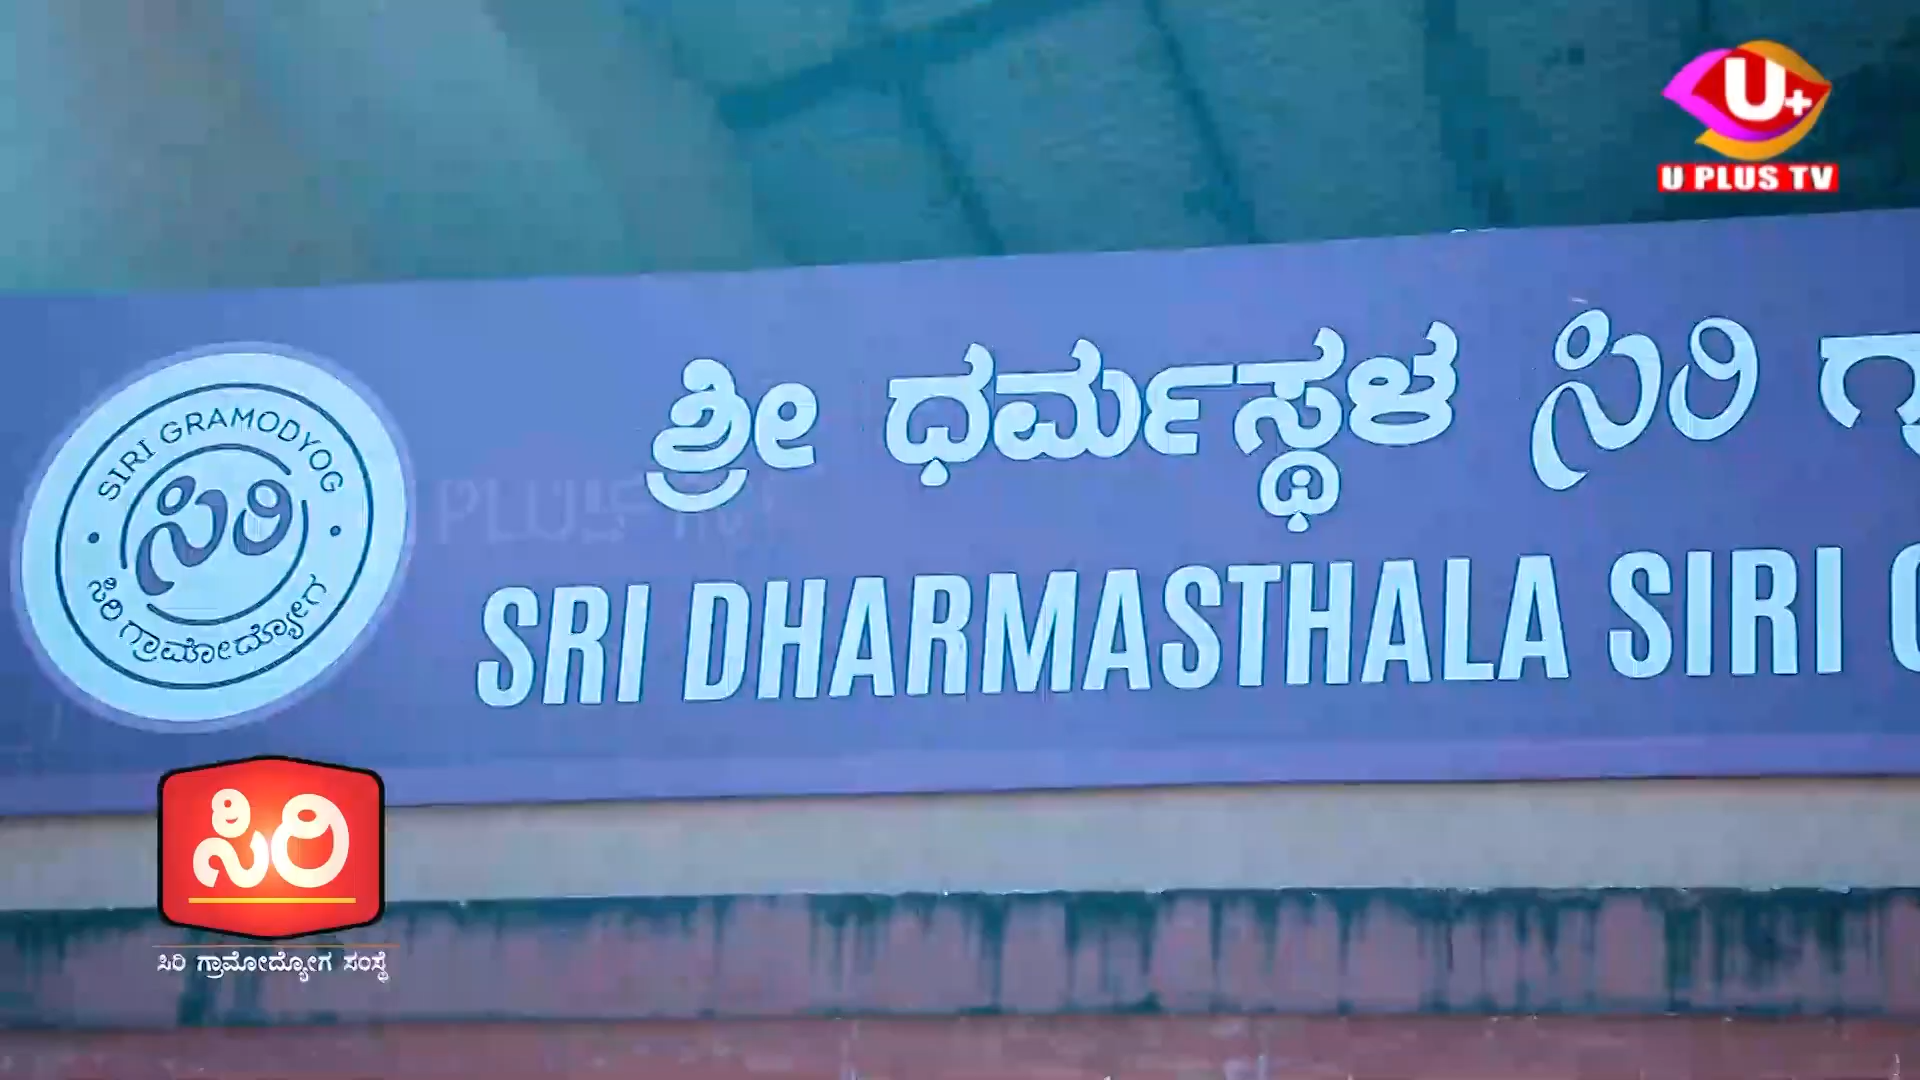 U+
U PLUS TV
ಶ್ರೀ ಧರ್ಮಸ್ಥಳ ಸಿರಿ
SIRI GRAMODYOG
ಸಿರಿ
ಸಿರಿ ಗ್ರಾಮೋದ್ಯೋಗ
SRI DHARMASTHALA SIRI
ಸಿರಿ
ಸಿರಿ ಗ್ರಾಮೋದ್ಯೋಗ ಸಂಸ್ಥೆ